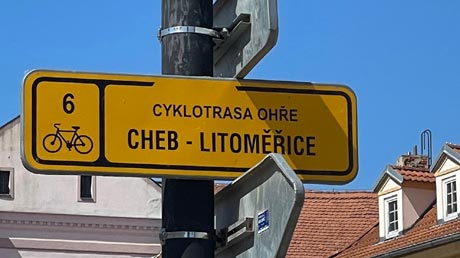 6
CYKLOTRASA OHŘE
CHEB - LITOMĚŘICE